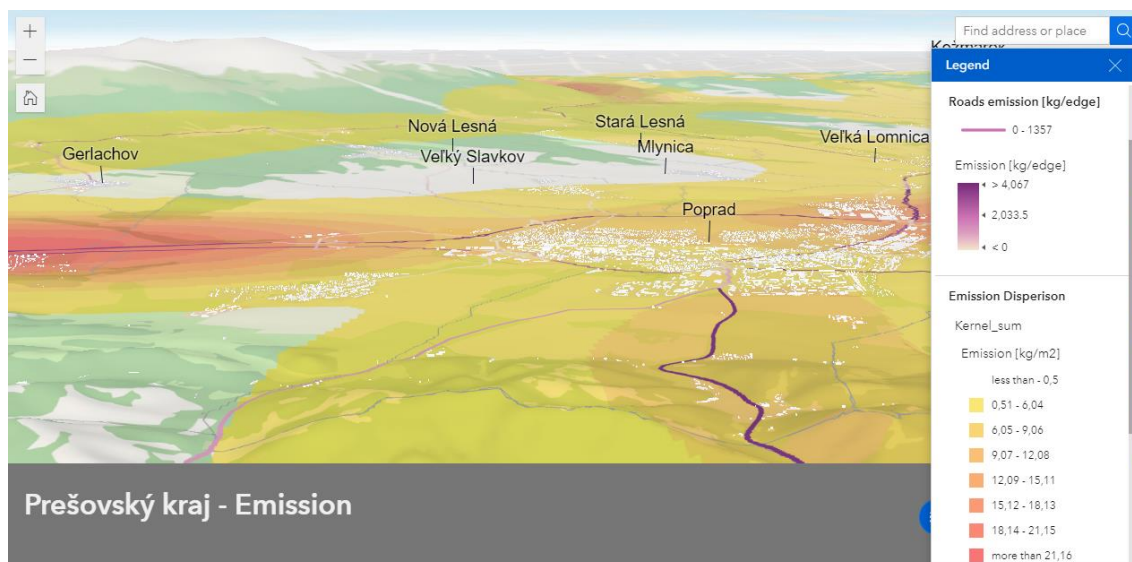 +
Find address or place
−
Kežmarok
Legend
Roads emission [kg/edge]
0 - 1357
Nová Lesná
Stará Lesná
Veľká Lomnica
Gerlachov
Veľký Slavkov
Mlynica
Emission [kg/edge]
> 4,067
2,033.5
< 0
Poprad
Emission Disperison
Kernel_sum
Emission [kg/m2]
less than - 0,5
0,51 - 6,04
6,05 - 9,06
9,07 - 12,08
12,09 - 15,11
15,12 - 18,13
18,14 - 21,15
more than 21,16
Prešovský kraj - Emission